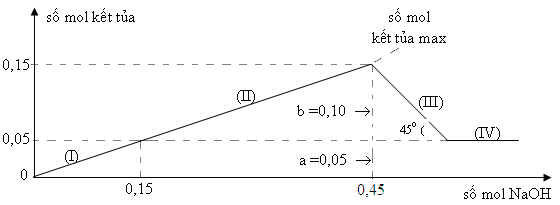 số mol kết tủa
số mol
kết tủa max
0,15
(II)
b =0,10 →
(III)
45° (
0,05
(IV)
(I)
a =0,05 →
0
0,15
0,45
số mol NaOH